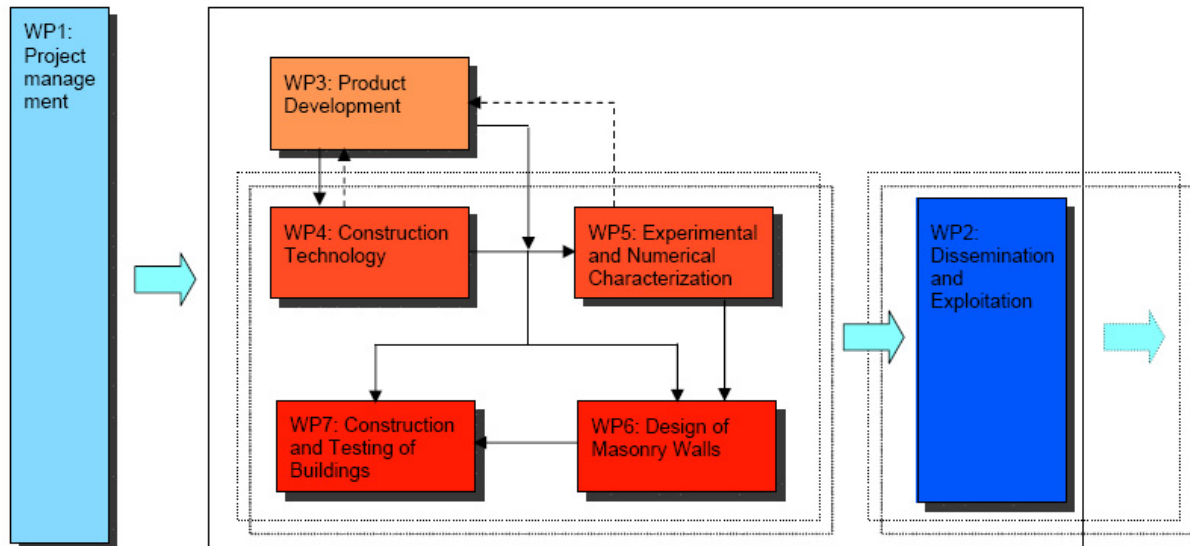 WP1:
Project
manage
ment
WP3: Product
Development
WP4: Construction
Technology
WP5: Experimental
and Numerical
Characterization
WP2:
Dissemination
and
Exploitation
WP7: Construction
and Testing of
Buildings
WP6: Design of
Masonry Walls